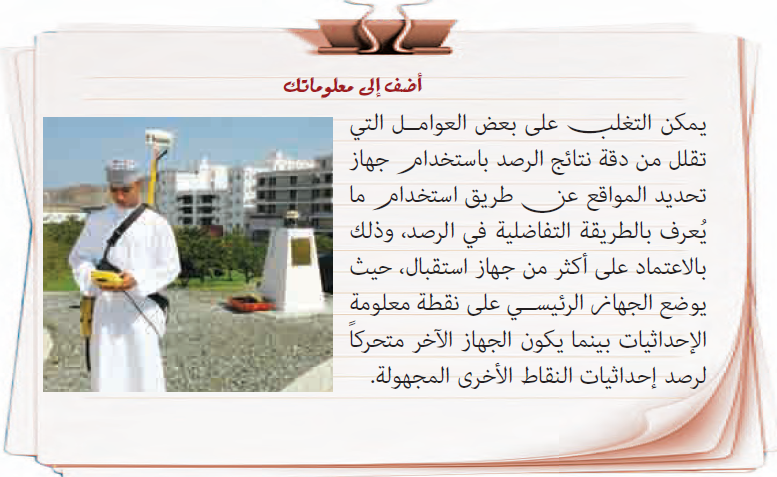 أضف إلى معلوماتك
يمكن التغلب على بعض العوامل التي
تقلل من دقة نتائج الرصد باستخدام جهاز
تحديد المواقع عن طريق استخدام ما
يُعرف بالطريقة التفاضلية في الرصد، وذلك
بالاعتماد على أكثر من جهاز استقبال، حيث
يوضع الجهاز الرئيسي على نقطة معلومة
الإحداثيات بينما يكون الجهاز الآخر متحركاً
لرصد إحداثيات النقاط الأخرى المجهولة.